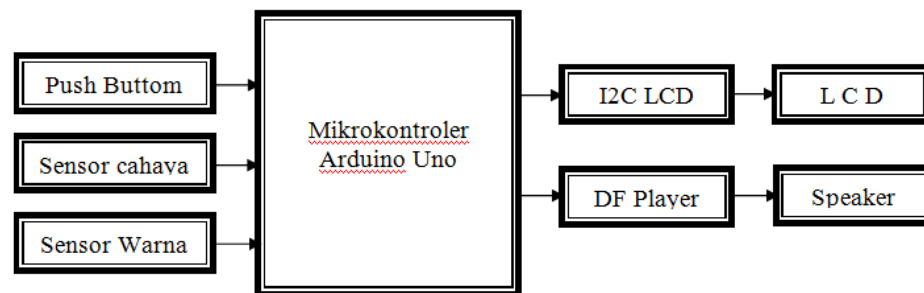 Push Buttom
Sensor cahaya
Sensor Warna
Mikrokontroler
Arduino Uno
I2C LCD
L C D
DF Player
Speaker